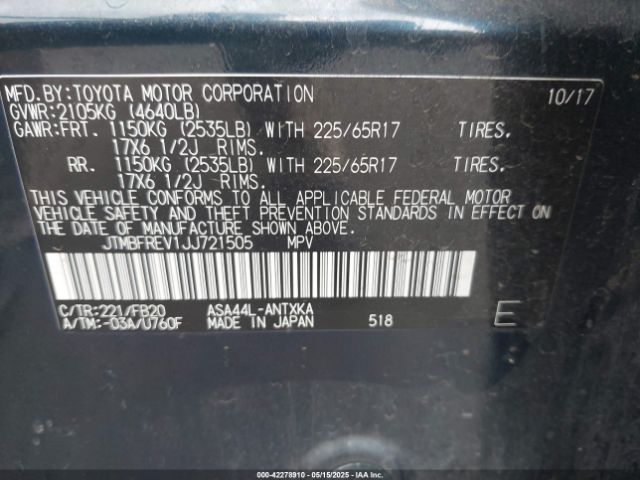 MFD.BY:TOYOTA MOTOR CORPORATION 10/17
GVWR:2105KG (4640LB)
GAWR:FRT. 1150KG (2535LB) WITH 225/65R17 TIRES.
17X6 1/2J RIMS.
RR. 1150KG (2535LB) WITH 225/65R17 TIRES.
17X6 1/2J RIMS.
THIS VEHICLE CONFORMS TO ALL APPLICABLE FEDERAL MOTOR
VEHICLE SAFETY AND THEFT PREVENTION STANDARDS IN EFFECT ON
THE DATE OF MANUFACTURE SHOWN ABOVE.
JTMBFREV1JJ721505 MPV
C/TR:221/FB20 ASA44L-ANTXKA
A/TM:-03A/U760F MADE IN JAPAN 518 E
000-42278910 - 05/15/2025 - IAAI.COM